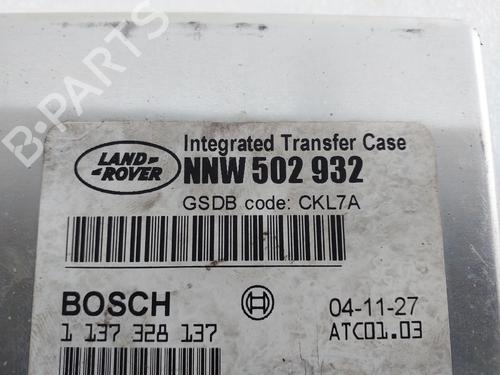 B-PARTS
LAND
ROVER
Integrated Transfer Case
NNW 502 932
GSDB code: CKL7A
BOSCH
04-11-27
1 137 328 137
ATC01.03